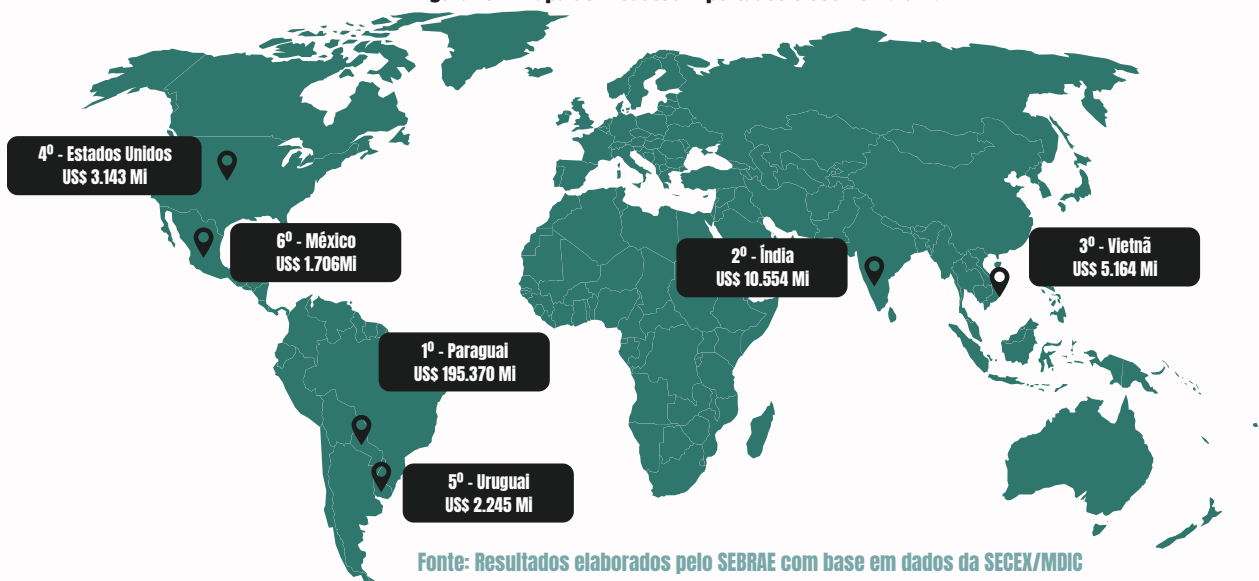 4º - Estados Unidos
US$ 3.143 Mi
6º - México
US$ 1.706Mi
2º - Índia
US$ 10.554 Mi
3º - Vietnã
US$ 5.164 Mi
1º - Paraguai
US$ 195.370 Mi
5º - Uruguai
US$ 2.245 Mi
Fonte: Resultados elaborados pelo SEBRAE com base em dados da SECEX/MDIC